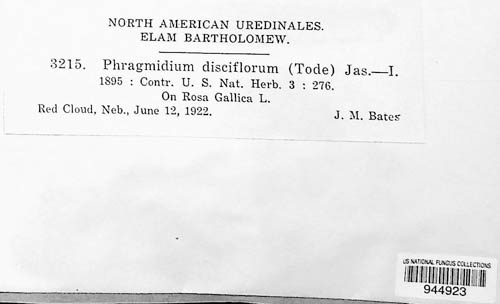 NORTH AMERICAN UREDINALES.
ELAM BARTHOLOMEW.
3215. Phragmidium disciflorum (Tode) Jas.—I.
1895 : Contr. U. S. Nat. Herb. 3 : 276.
On Rosa Gallica L.
Red Cloud, Neb., June 12, 1922. J. M. Bates
US NATIONAL FUNGUS COLLECTIONS
944923